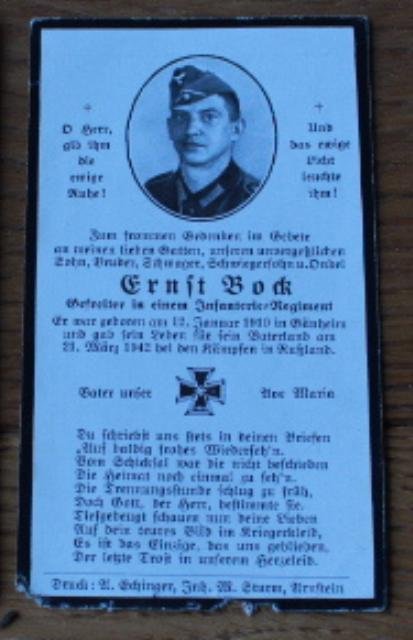 O Herr,
gib ihm
die
ewige
Ruhe!
Und
das ewige
Licht
leuchte
ihm!
Zum frommen Gedenken im Gebete
an meinen lieben Gatten, unseren unvergeßlichen
Sohn, Bruder, Schwager, Schwiegersohn u. Onkel
Ernst Bock
Gefreiter in einem Infanterie-Regiment
Er war geboren am 12. Januar 1910 in Gänheim
und gab sein Leben für sein Vaterland am
21. März 1942 bei den Kämpfen in Rußland.
Vater unser
Ave Maria
Du schriebst uns stets in deinen Briefen
„Auf baldig frohes Wiederseh'n.
Vom Schicksal war dir nicht beschieden
Die Heimat noch einmal zu seh'n.
Die Trennungsstunde schlug zu früh,
Doch Gott, der Herr, bestimmte sie.
Tiefgebeugt schauen nun deine Lieben
Auf dein teures Bild im Kriegerkleid,
Es ist das Einzige, das uns geblieben,
Der letzte Trost in unserem Herzeleid.
Druck: A. Echinger, Inh. M. Sturm, Arnstein